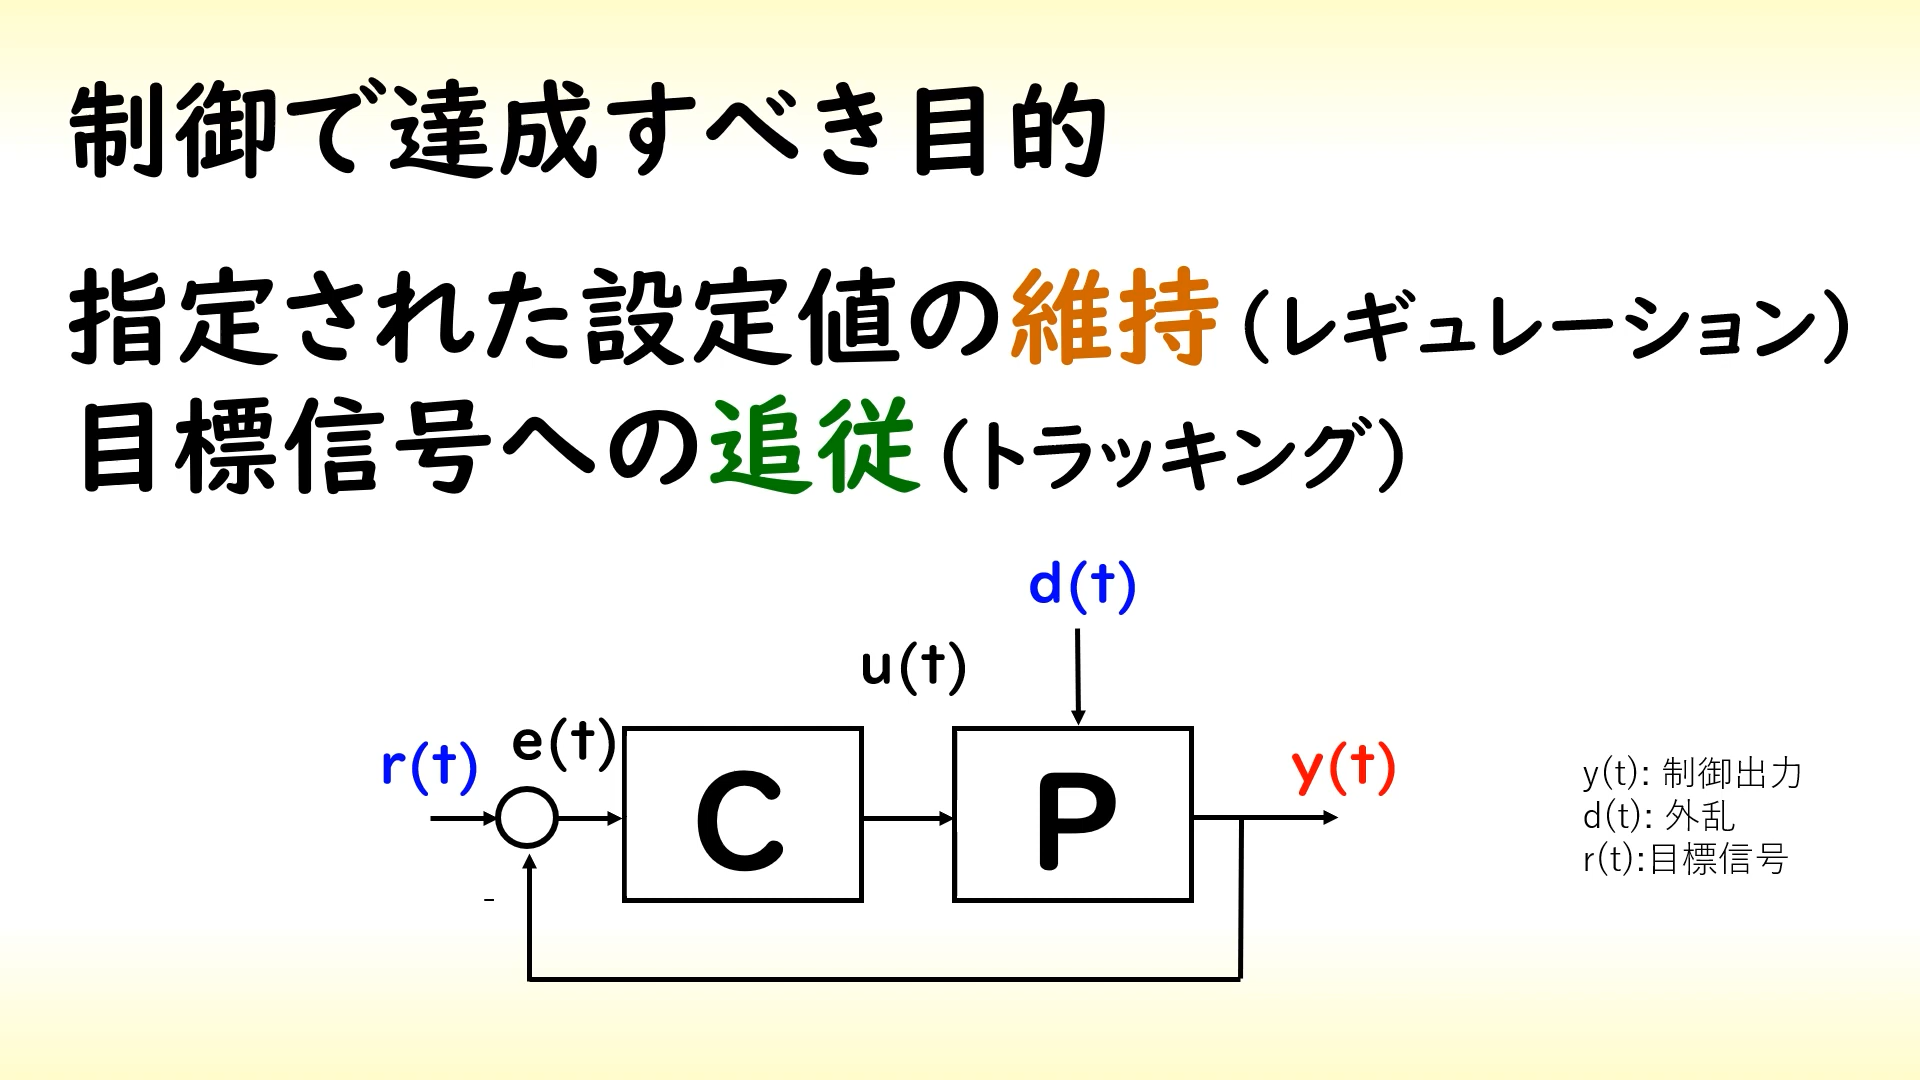 制御で達成すべき目的
指定された設定値の維持（レギュレーション）
目標信号への追従（トラッキング）
d(t)
u(t)
e(t)
r(t)
y(t)
C
P
-
y(t): 制御出力
d(t): 外乱
r(t):目標信号